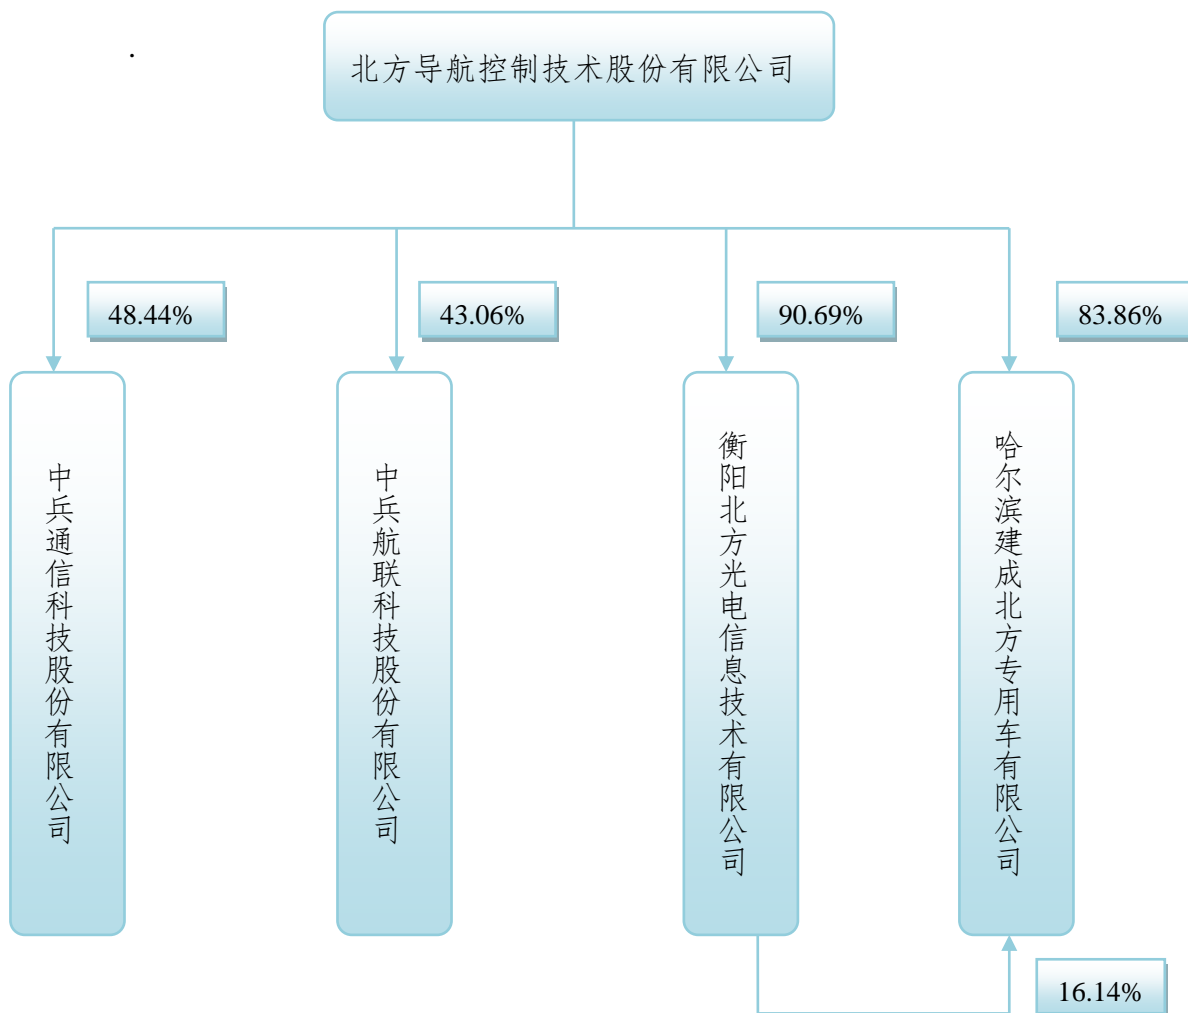 北方导航控制技术股份有限公司
48.44%
43.06%
90.69%
83.86%
中兵通信科技股份有限公司
中兵航联科技股份有限公司
衡阳北方光电信息技术有限公司
哈尔滨建成北方专用车有限公司
16.14%